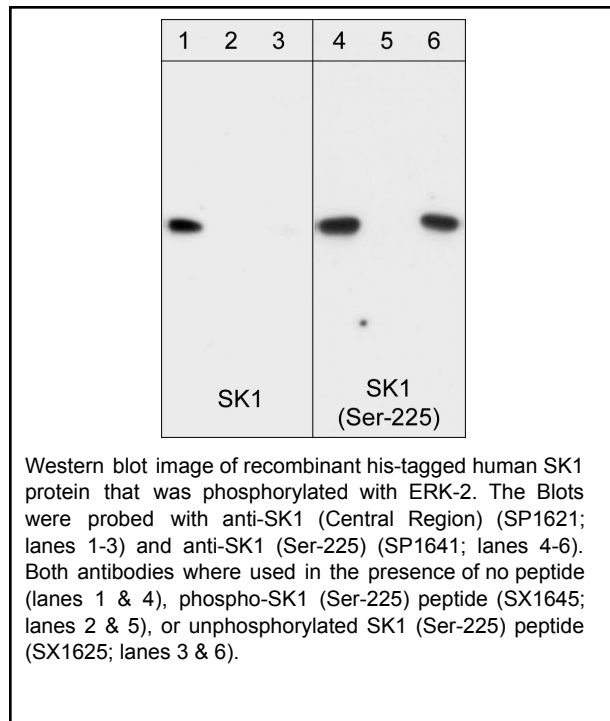 1 2 3 4 5 6
SK1
SK1
(Ser-225)
Western blot image of recombinant his-tagged human SK1
protein that was phosphorylated with ERK-2. The Blots
were probed with anti-SK1 (Central Region) (SP1621;
lanes 1-3) and anti-SK1 (Ser-225) (SP1641; lanes 4-6).
Both antibodies where used in the presence of no peptide
(lanes 1 & 4), phospho-SK1 (Ser-225) peptide (SX1645;
lanes 2 & 5), or unphosphorylated SK1 (Ser-225) peptide
(SX1625; lanes 3 & 6).